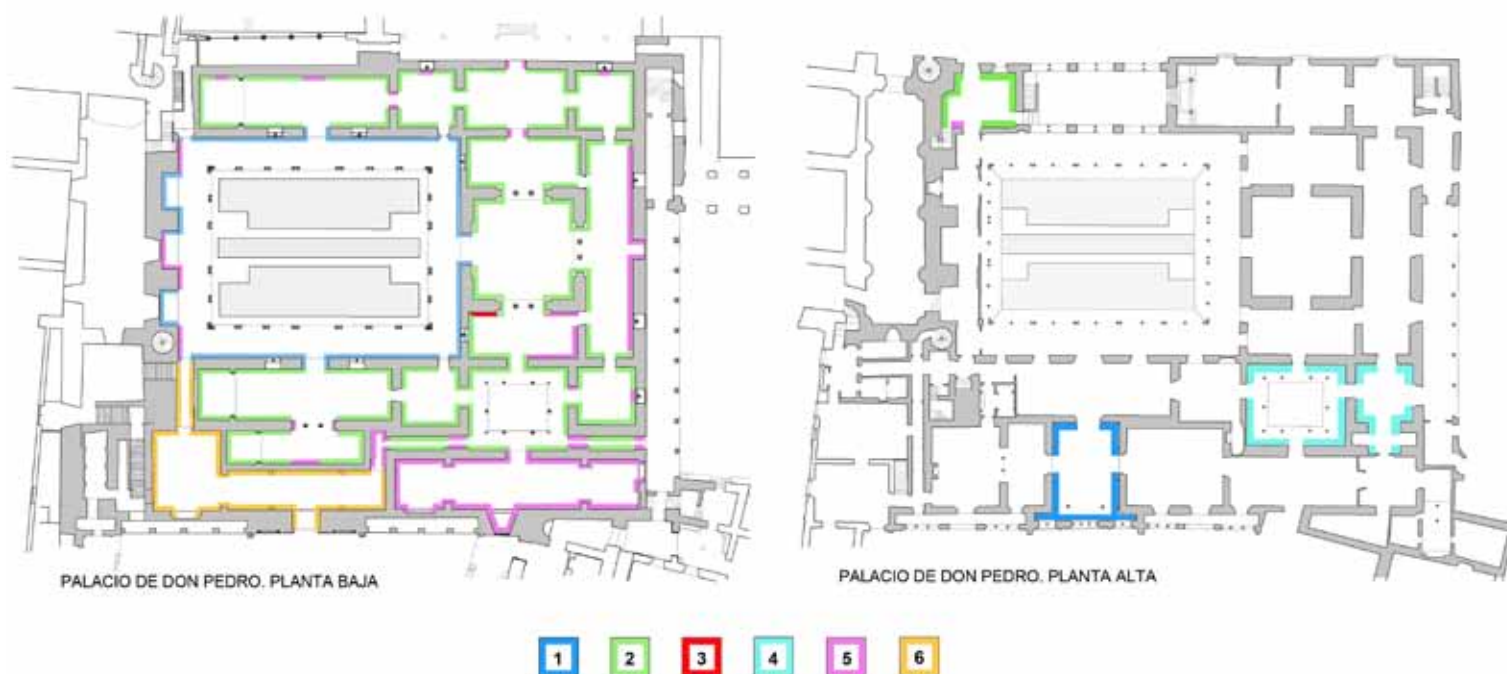 PALACIO DE DON PEDRO. PLANTA BAJA
PALACIO DE DON PEDRO. PLANTA ALTA
1 2 3 4 5 6